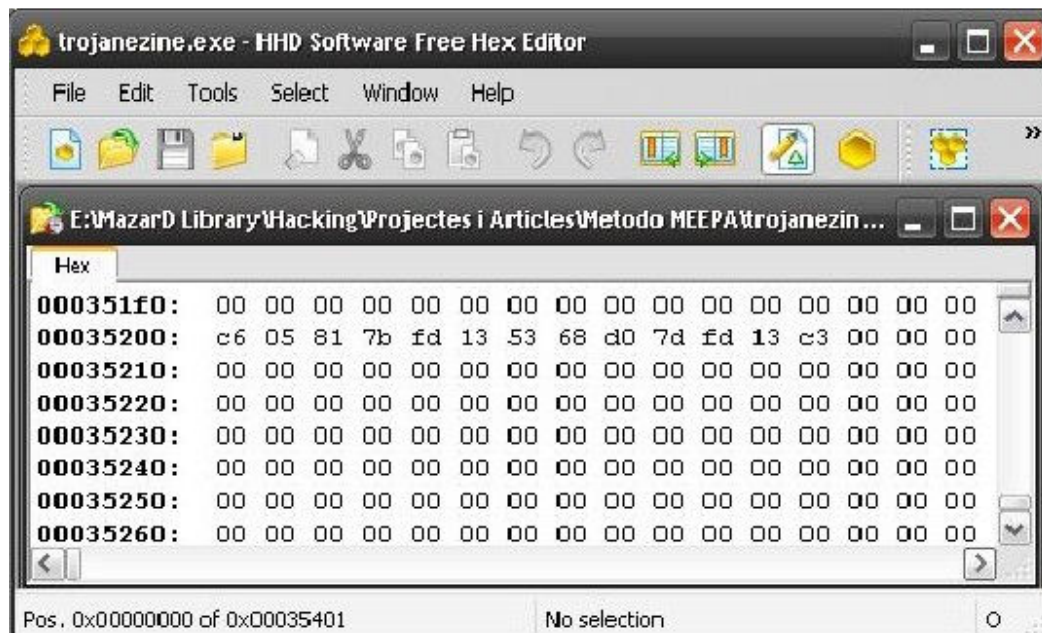 trojanezine.exe - HHD Software Free Hex Editor
File Edit Tools Select Window Help
E:\MazarD Library\Hacking\Projectes i Articles\Metodo MEEPA\trojanezin...
Hex
000351f0: 00 00 00 00 00 00 00 00 00 00 00 00 00 00 00 00
00035200: c6 05 81 7b fd 13 53 68 d0 7d fd 13 c3 00 00 00
00035210: 00 00 00 00 00 00 00 00 00 00 00 00 00 00 00 00
00035220: 00 00 00 00 00 00 00 00 00 00 00 00 00 00 00 00
00035230: 00 00 00 00 00 00 00 00 00 00 00 00 00 00 00 00
00035240: 00 00 00 00 00 00 00 00 00 00 00 00 00 00 00 00
00035250: 00 00 00 00 00 00 00 00 00 00 00 00 00 00 00 00
00035260: 00 00 00 00 00 00 00 00 00 00 00 00 00 00 00 00
Pos. 0x00000000 of 0x00035401 No selection O